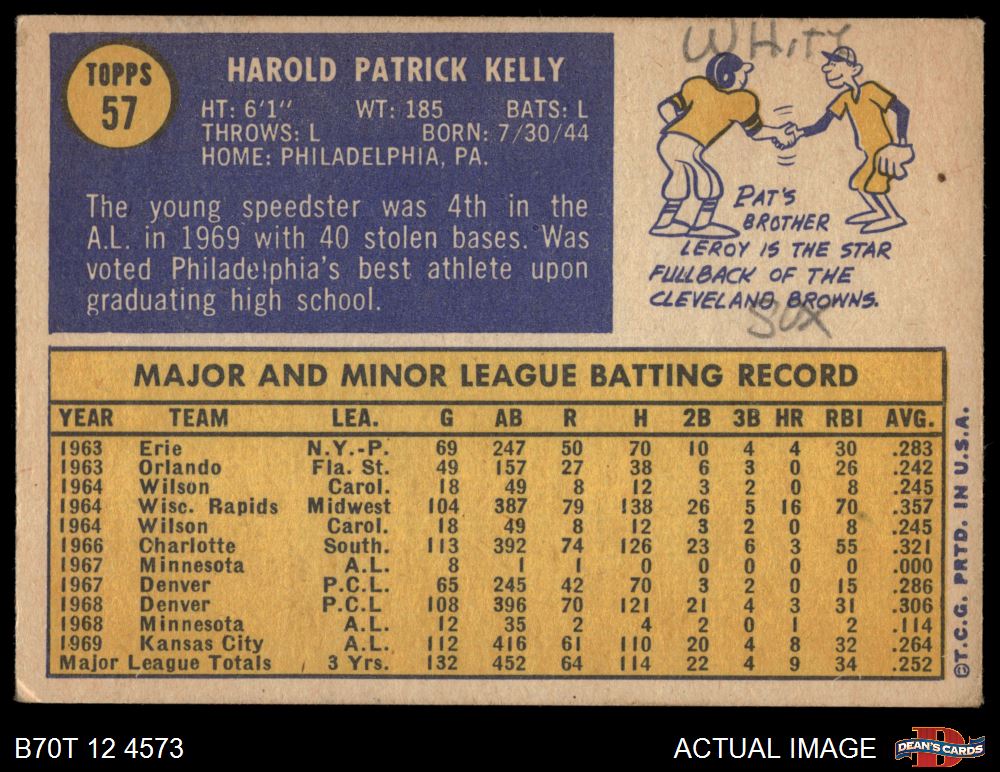 TOPPS
57
HAROLD PATRICK KELLY
HT: 6'1" WT: 185 BATS: L
THROWS: L BORN: 7/30/44
HOME: PHILADELPHIA, PA.
The young speedster was 4th in the
A.L. in 1969 with 40 stolen bases. Was
voted Philadelphia's best athlete upon
graduating high school.
WHiTY
PAT'S
BROTHER
LEROY IS THE STAR
FULLBACK OF THE
CLEVELAND BROWNS.
SOX
MAJOR AND MINOR LEAGUE BATTING RECORD
YEAR TEAM LEA. G AB R H 2B 3B HR RBI AVG.
1963 Erie N.Y.-P. 69 247 50 70 10 4 4 30 .283
1963 Orlando Fla. St. 49 157 27 38 6 3 0 26 .242
1964 Wilson Carol. 18 49 8 12 3 2 0 8 .245
1964 Wisc. Rapids Midwest 104 387 79 138 26 5 16 70 .357
1964 Wilson Carol. 18 49 8 12 3 2 0 8 .245
1966 Charlotte South. 113 392 74 126 23 6 3 55 .321
1967 Minnesota A.L. 8 1 1 0 0 0 0 0 .000
1967 Denver P.C.L. 65 245 42 70 3 2 0 15 .286
1968 Denver P.C.L 108 396 70 121 21 4 3 31 .306
1968 Minnesota A.L. 12 35 2 4 2 0 1 2 .114
1969 Kansas City A.L. 112 416 61 110 20 4 8 32 .264
Major League Totals 3 Yrs. 132 452 64 114 22 4 9 34 .252
©T.C.G. PRTD. IN U.S.A.
B70T 12 4573
ACTUAL IMAGE
DEAN'S CARDS